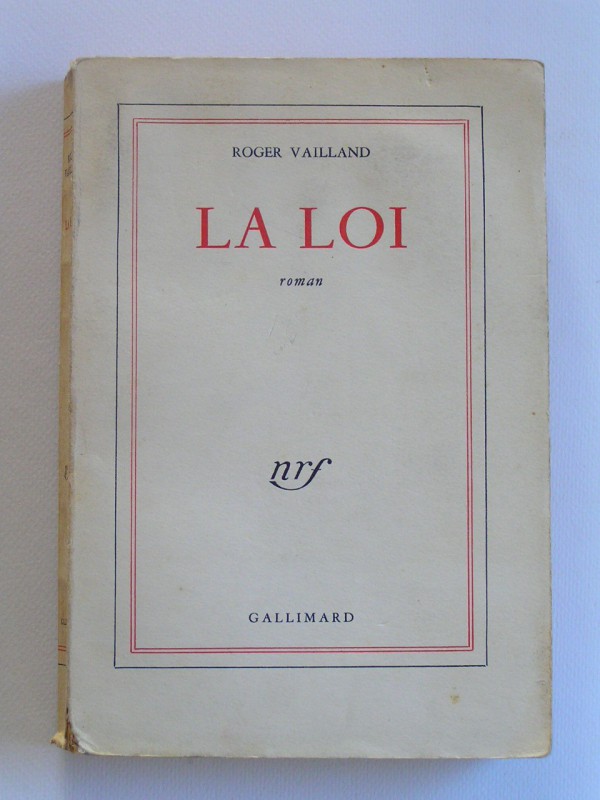 ROGER VAILLAND
LA LOI
roman
nrf
GALLIMARD